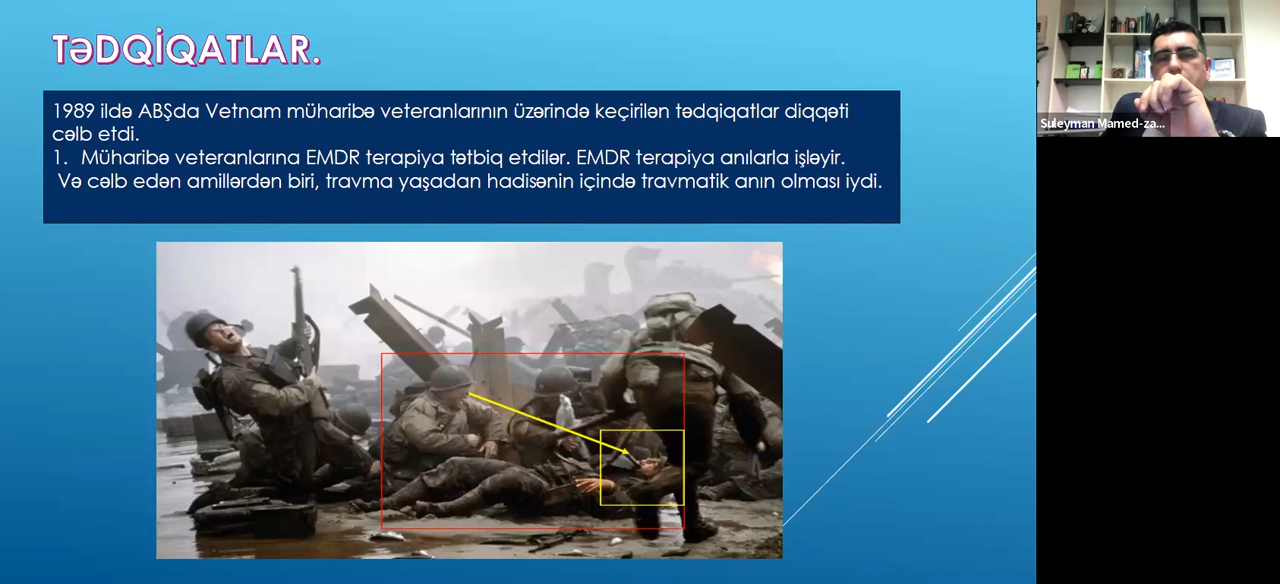 TƏDQİQATLAR.
1989 ildə ABŞda Vetnam müharibə veteranlarının üzərində keçirilən tədqiqatlar diqqəti
cəlb etdi.
1. Müharibə veteranlarına EMDR terapiya tətbiq etdilər. EMDR terapiya anılarla işləyir.
Və cəlb edən amillərdən biri, travma yaşadan hadisənin içində travmatik anın olması iydi.
Suleyman Mamed-za...